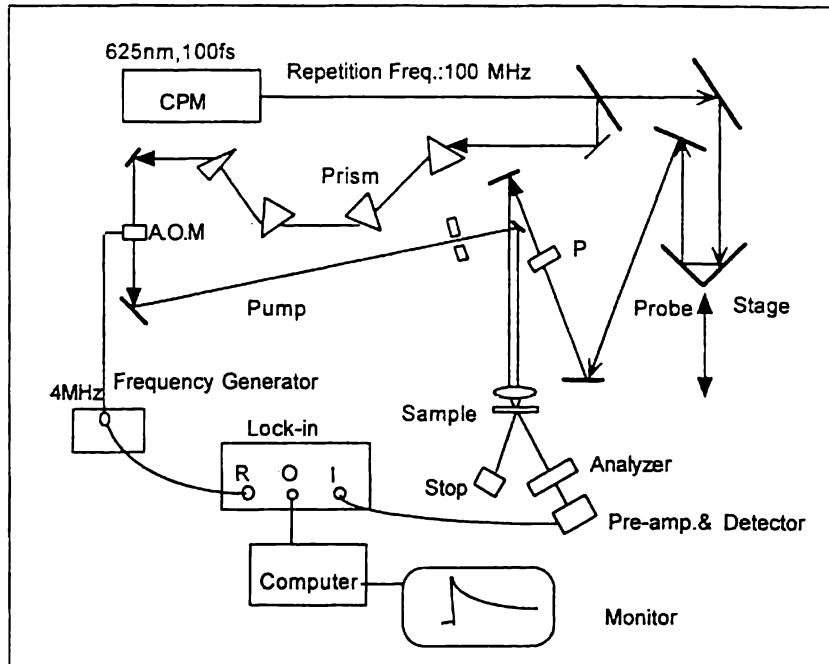 625nm,100fs
CPM
Repetition Freq.:100 MHz
Prism
A.O.M
P
Pump
Probe
Stage
Frequency Generator
4MHz
Sample
Lock-in
R O I
Analyzer
Stop
Pre-amp.& Detector
Computer
Monitor